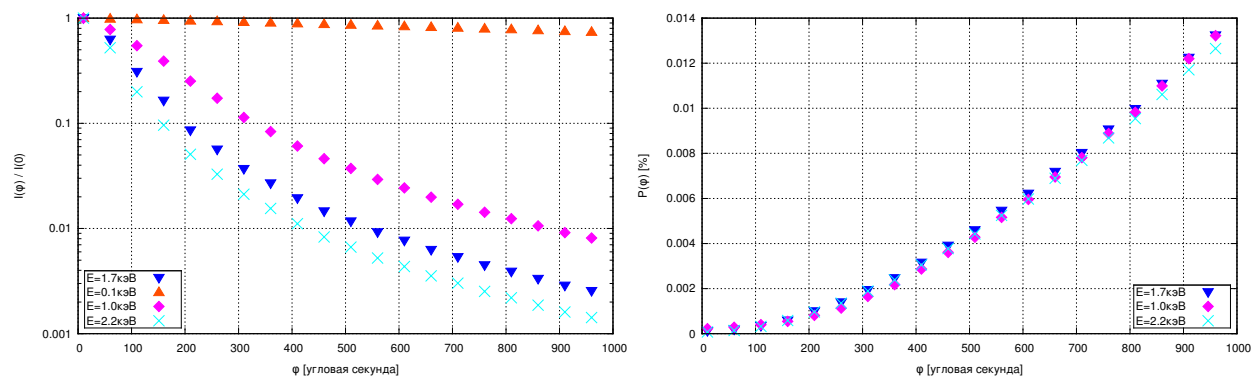 1
0.1
0.01
0.001
I(φ) / I(0)
E=1.7кэВ
E=0.1кэВ
E=1.0кэВ
E=2.2кэВ
0 100 200 300 400 500 600 700 800 900 1000
φ [угловая секунда]
0.014
0.012
0.01
0.008
0.006
0.004
0.002
0
P(φ) [%]
E=1.7кэВ
E=1.0кэВ
E=2.2кэВ
0 100 200 300 400 500 600 700 800 900 1000
φ [угловая секунда]